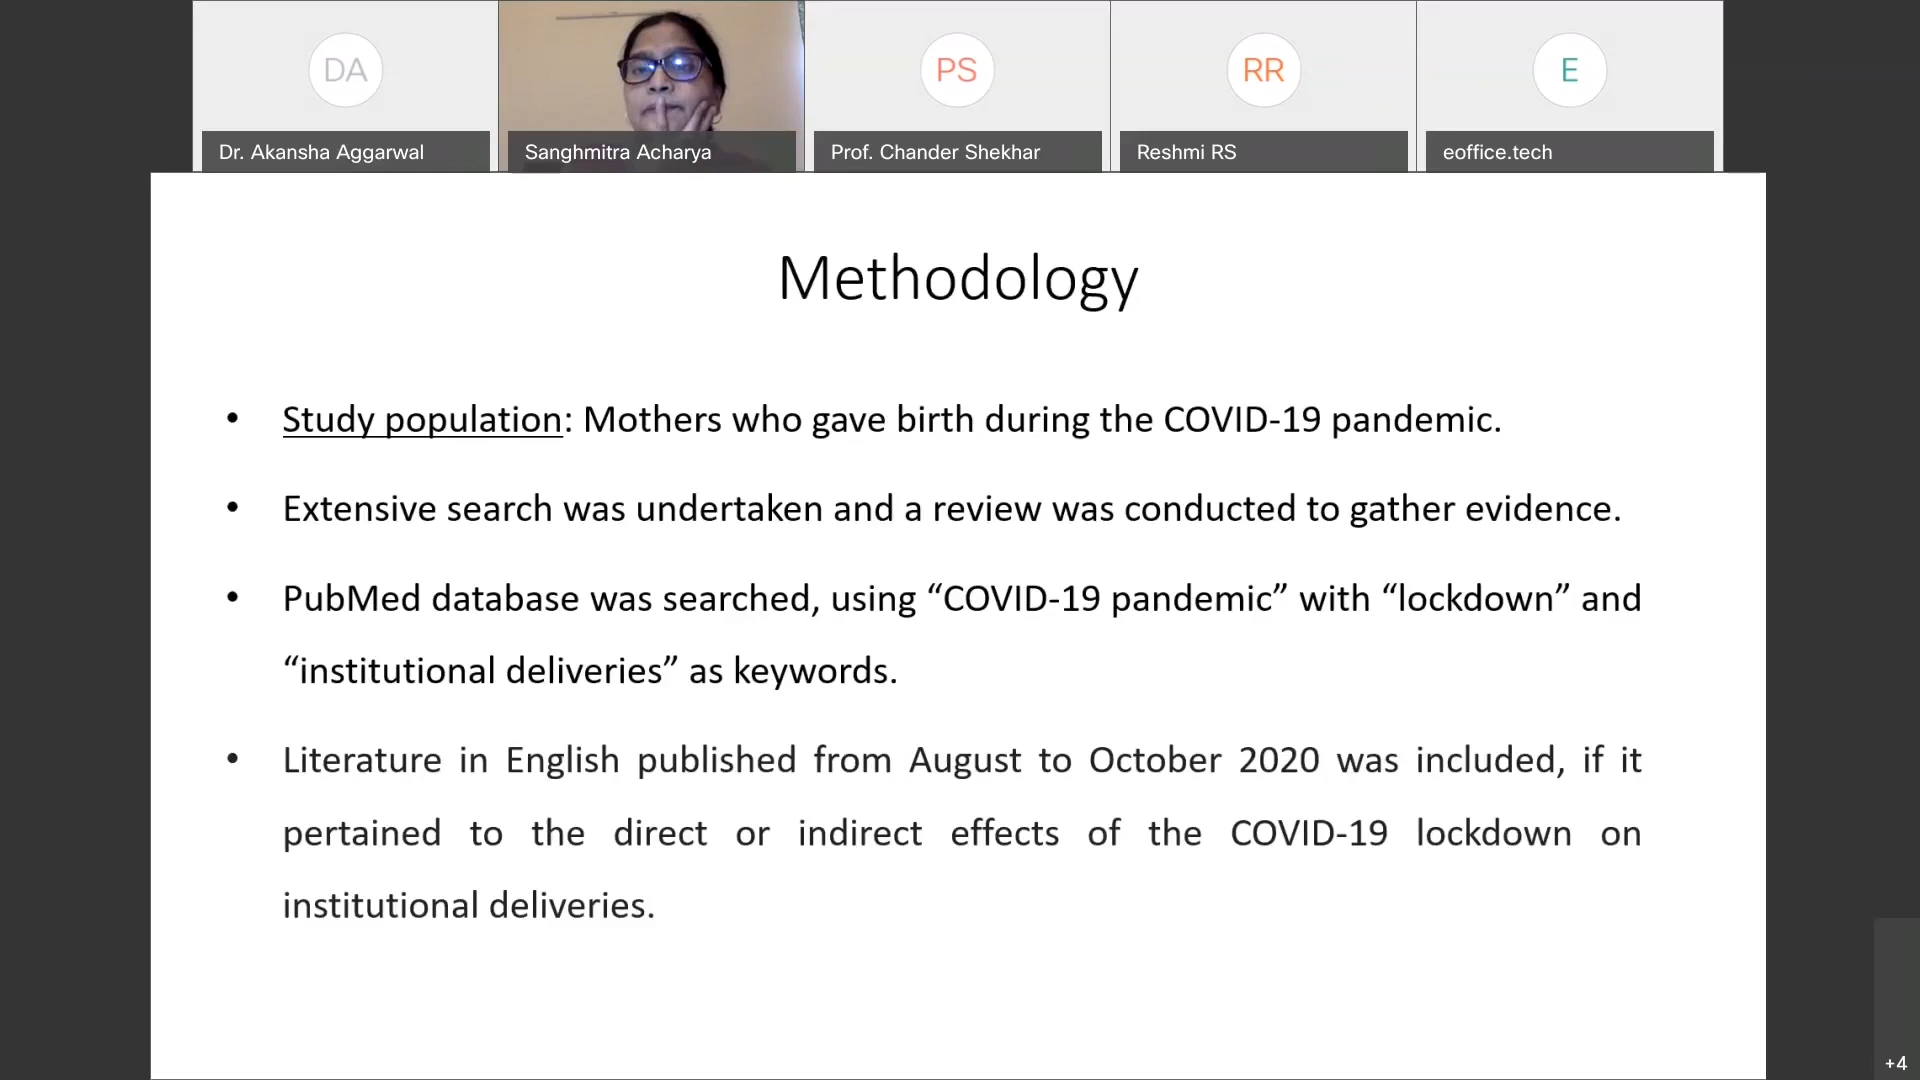 DA
PS
RR
E
Dr. Akansha Aggarwal
Sanghmitra Acharya
Prof. Chander Shekhar
Reshmi RS
eoffice.tech
Methodology
• Study population: Mothers who gave birth during the COVID-19 pandemic.
• Extensive search was undertaken and a review was conducted to gather evidence.
• PubMed database was searched, using “COVID-19 pandemic” with “lockdown” and
“institutional deliveries” as keywords.
• Literature in English published from August to October 2020 was included, if it
pertained to the direct or indirect effects of the COVID-19 lockdown on
institutional deliveries.
+4